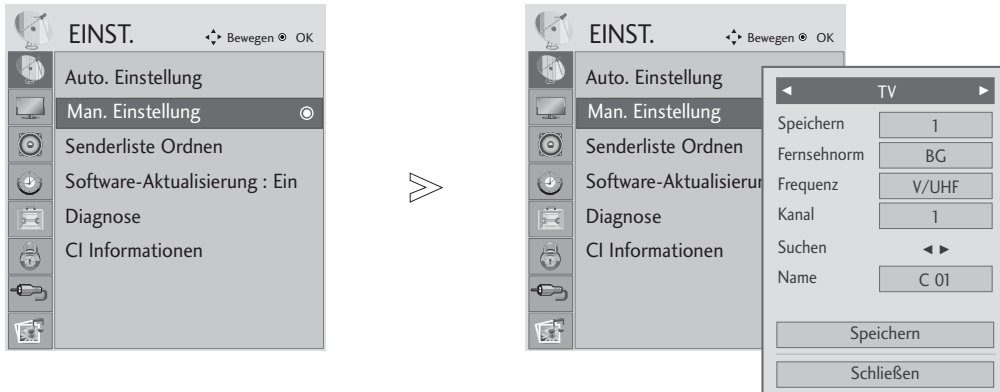 EINST. Bewegen OK
Auto. Einstellung
Man. Einstellung
Senderliste Ordnen
Software-Aktualisierung : Ein
Diagnose
CI Informationen
EINST. Bewegen OK
Auto. Einstellung
Man. Einstellung
Senderliste Ordnen
Software-Aktualisierun
Diagnose
CI Informationen
TV
Speichern 1
Fernsehnorm BG
Frequenz V/UHF
Kanal 1
Suchen
Name C 01
Speichern
Schließen